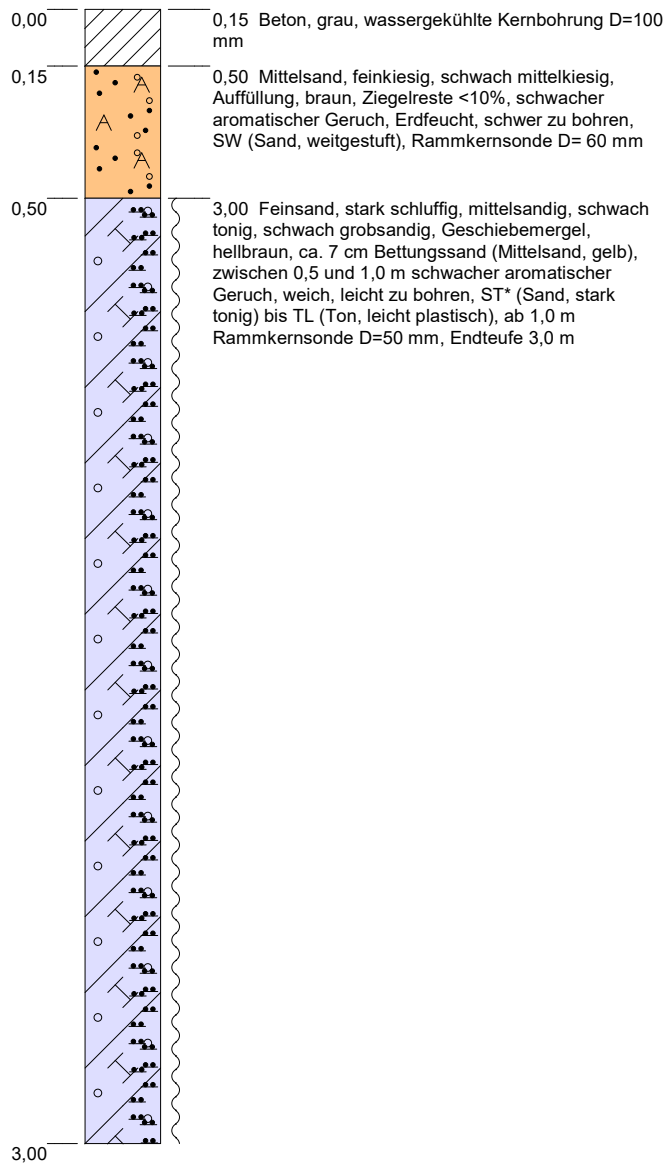 0,00
0,15 Beton, grau, wassergekühlte Kernbohrung D=100
mm
0,15
0,50 Mittelsand, feinkiesig, schwach mittelkiesig,
Auffüllung, braun, Ziegelreste <10%, schwacher
aromatischer Geruch, Erdfeucht, schwer zu bohren,
SW (Sand, weitgestuft), Rammkernsonde D= 60 mm
A
A
A
0,50
3,00 Feinsand, stark schluffig, mittelsandig, schwach
tonig, schwach grobsandig, Geschiebemergel,
hellbraun, ca. 7 cm Bettungssand (Mittelsand, gelb),
zwischen 0,5 und 1,0 m schwacher aromatischer
Geruch, weich, leicht zu bohren, ST* (Sand, stark
tonig) bis TL (Ton, leicht plastisch), ab 1,0 m
Rammkernsonde D=50 mm, Endteufe 3,0 m
3,00